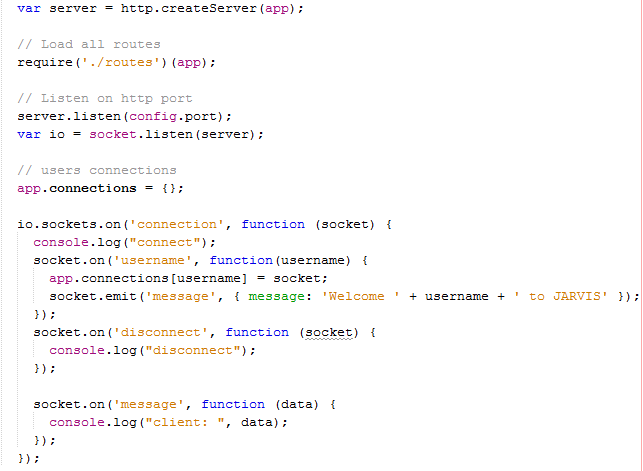 var server = http.createServer(app);

// Load all routes
require('./routes')(app);

// Listen on http port
server.listen(config.port);
var io = socket.listen(server);

// users connections
app.connections = {};

io.sockets.on('connection', function (socket) {
  console.log("connect");
  socket.on('username', function(username) {
    app.connections[username] = socket;
    socket.emit('message', { message: 'Welcome ' + username + ' to JARVIS' });
  });
  socket.on('disconnect', function (socket) {
    console.log("disconnect");
  });

  socket.on('message', function (data) {
    console.log("client: ", data);
  });
});